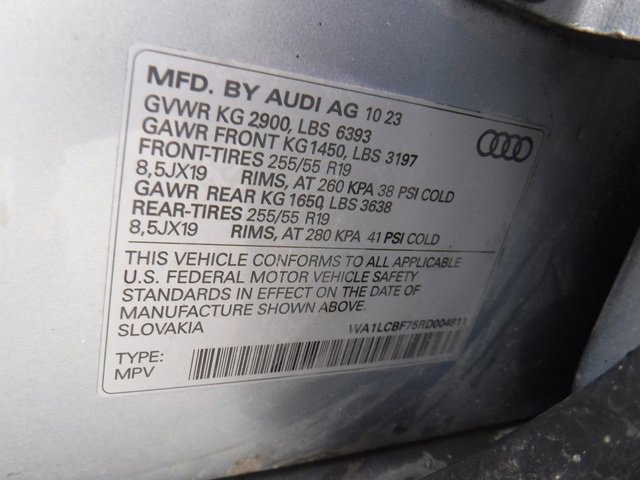 MFD. BY AUDI AG 10 23
GVWR KG 2900, LBS 6393
GAWR FRONT KG 1450, LBS 3197
FRONT-TIRES 255/55 R19
8,5JX19 RIMS, AT 260 KPA 38 PSI COLD
GAWR REAR KG 1650, LBS 3638
REAR-TIRES 255/55 R19
8,5JX19 RIMS, AT 280 KPA 41 PSI COLD
THIS VEHICLE CONFORMS TO ALL APPLICABLE
U.S. FEDERAL MOTOR VEHICLE SAFETY
STANDARDS IN EFFECT ON THE DATE OF
MANUFACTURE SHOWN ABOVE.
SLOVAKIA WA1LCBF75RD004811
TYPE:
MPV